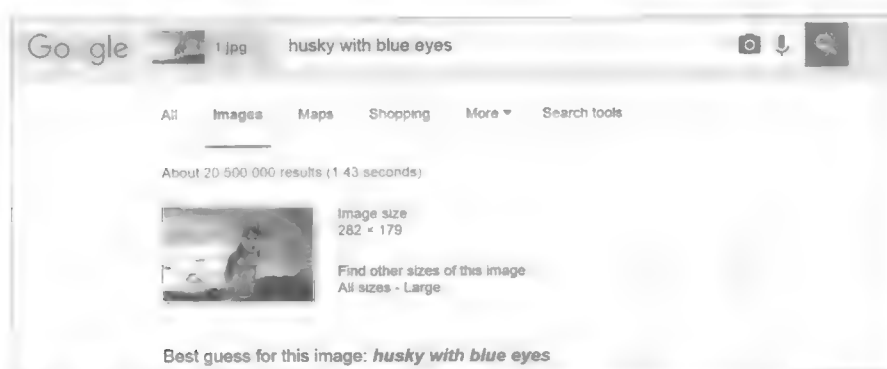 Go gle 1 jpg husky with blue eyes
All Images Maps Shopping More Search tools
About 20 500 000 results (1 43 seconds)
Image size
282 × 179
Find other sizes of this image
All sizes - Large
Best guess for this image: husky with blue eyes